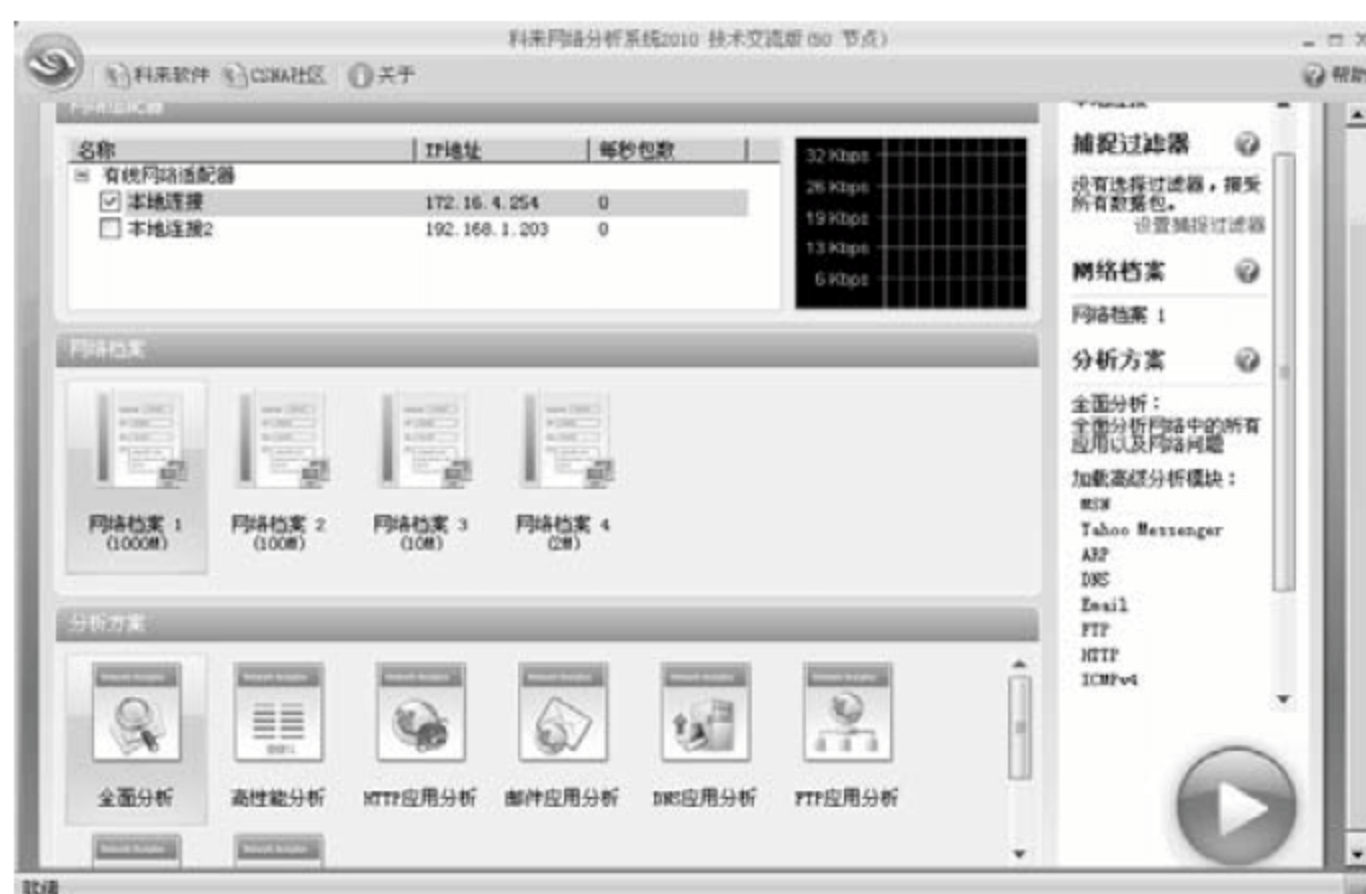 科来网络分析系统2010 技术交流版(50 节点)
科来软件 CSNA社区 关于 帮助
网络适配器
名称 IP地址 每秒包数
有线网络适配器
本地连接 172.16.4.254 0
本地连接2 192.168.1.203 0
32 Kbps
26 Kbps
19 Kbps
13 Kbps
6 Kbps
网络档案
网络档案 1
(1000M)
网络档案 2
(100M)
网络档案 3
(10M)
网络档案 4
(2M)
分析方案
全面分析
高性能分析
HTTP应用分析
邮件应用分析
DNS应用分析
FTP应用分析
本地连接
捕捉过滤器
没有选择过滤器，接受
所有数据包。
设置捕捉过滤器
网络档案
网络档案 1
分析方案
全面分析：
全面分析网络中的所有
应用以及网络问题
加载高级分析模块：
MSN
Yahoo Messenger
ARP
DNS
Email
FTP
HTTP
ICMPv4
就绪